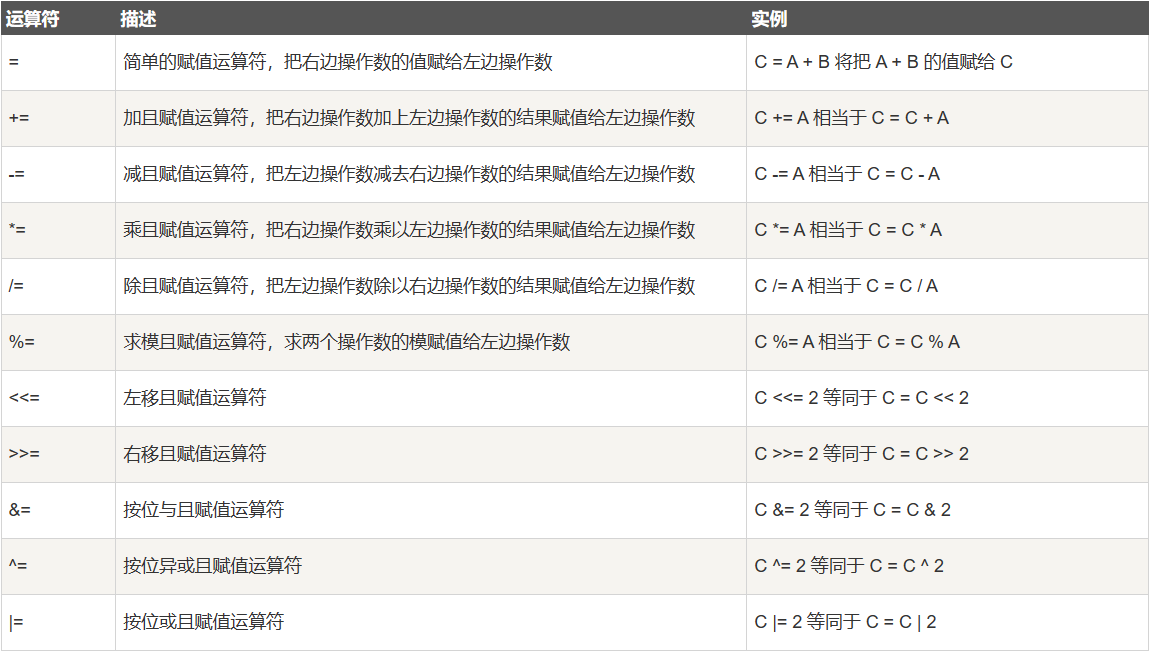 运算符 描述 实例
= 简单的赋值运算符，把右边操作数的值赋给左边操作数 C = A + B 将把 A + B 的值赋给 C
+= 加且赋值运算符，把右边操作数加上左边操作数的结果赋值给左边操作数 C += A 相当于 C = C + A
-= 减且赋值运算符，把左边操作数减去右边操作数的结果赋值给左边操作数 C -= A 相当于 C = C - A
*= 乘且赋值运算符，把右边操作数乘以左边操作数的结果赋值给左边操作数 C *= A 相当于 C = C * A
/= 除且赋值运算符，把左边操作数除以右边操作数的结果赋值给左边操作数 C /= A 相当于 C = C / A
%= 求模且赋值运算符，求两个操作数的模赋值给左边操作数 C %= A 相当于 C = C % A
<<= 左移且赋值运算符 C <<= 2 等同于 C = C << 2
>>= 右移且赋值运算符 C >>= 2 等同于 C = C >> 2
&= 按位与且赋值运算符 C &= 2 等同于 C = C & 2
^= 按位异或且赋值运算符 C ^= 2 等同于 C = C ^ 2
|= 按位或且赋值运算符 C |= 2 等同于 C = C | 2